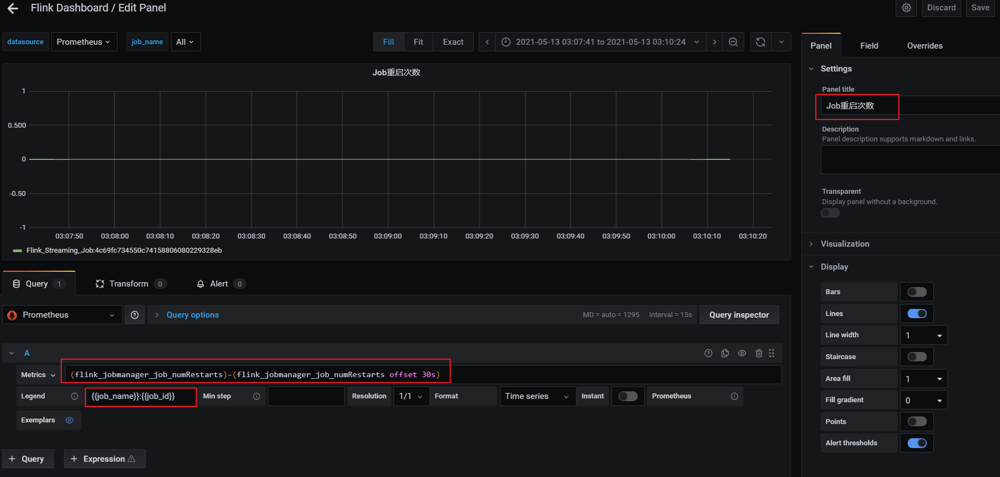 Flink Dashboard / Edit Panel
Discard
Save
datasource
Prometheus
job_name
All
Fill
Fit
Exact
2021-05-13 03:07:41 to 2021-05-13 03:10:24
Job重启次数
1
0.500
0
-0.50
-1
03:07:50 03:08:00 03:08:10 03:08:20 03:08:30 03:08:40 03:08:50 03:09:00 03:09:10 03:09:20 03:09:30 03:09:40 03:09:50 03:10:00 03:10:10 03:10:20
Flink_Streaming_Job:4c69fc734550c74158806080229328eb
Query 1
Transform 0
Alert 0
Prometheus
Query options
MD = auto = 1295
Interval = 15s
Query inspector
A
Metrics
(flink_jobmanager_job_numRestarts)-(flink_jobmanager_job_numRestarts offset 30s)
Legend
{{job_name}}:{{job_id}}
Min step
Resolution
1/1
Format
Time series
Instant
Prometheus
Exemplars
+ Query
+ Expression
Panel
Field
Overrides
Settings
Panel title
Job重启次数
Description
Panel description supports markdown and links.
Transparent
Display panel without a background.
Visualization
Display
Bars
Lines
Line width
1
Staircase
Area fill
1
Fill gradient
0
Points
Alert thresholds